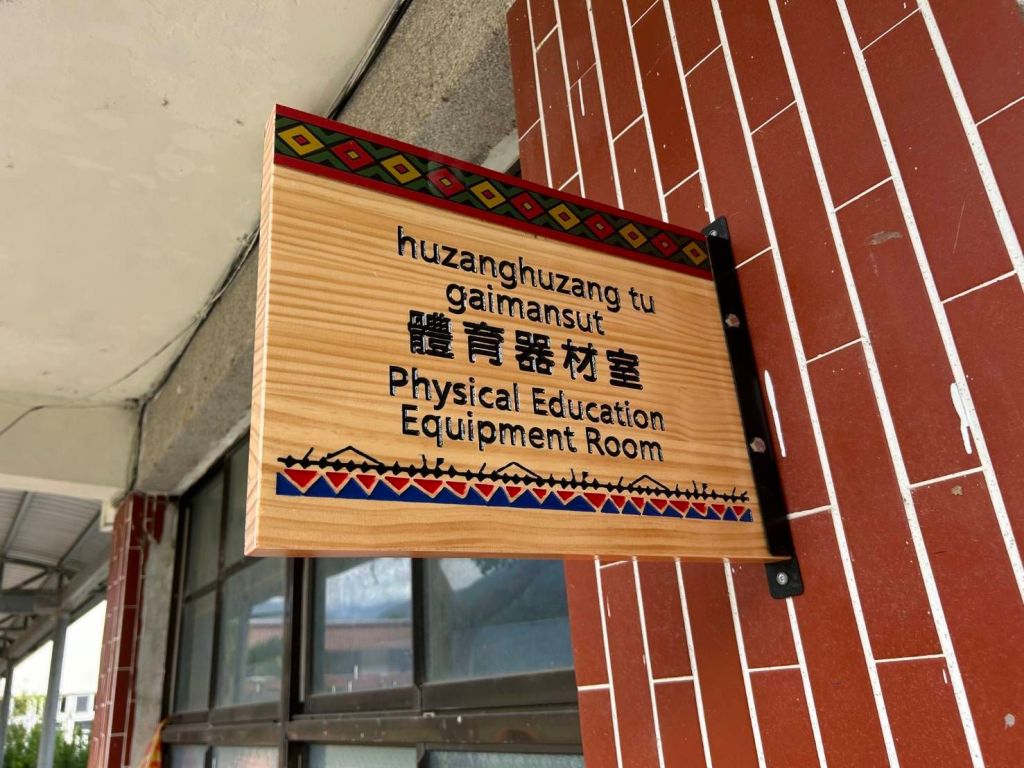 huzanghuzang tu
gaimansut
體育器材室
Physical Education
Equipment Room